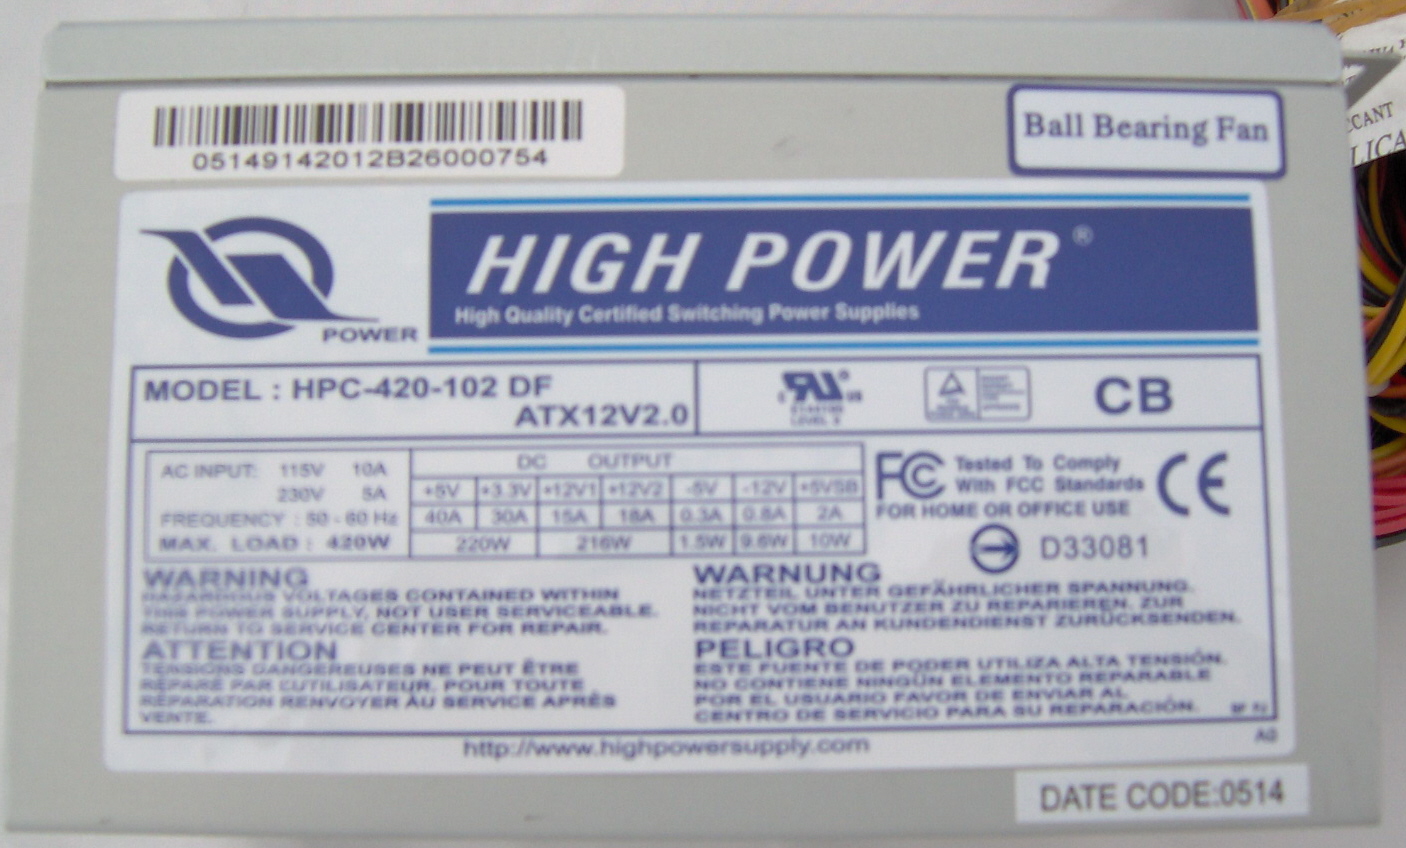 05149142012B26000754
Ball Bearing Fan
POWER
HIGH POWER®
High Quality Certified Switching Power Supplies
MODEL : HPC-420-102 DF
ATX12V2.0
c RU us
LEVEL 3
CB
AC INPUT: 115V 10A
230V 5A
FREQUENCY : 50 - 60 Hz
MAX. LOAD : 420W
DC OUTPUT
+5V +3.3V +12V1 +12V2 -5V -12V +5VSB
40A 30A 15A 18A 0.3A 0.8A 2A
220W 216W 1.5W 9.6W 10W
FC Tested To Comply
With FCC Standards
FOR HOME OR OFFICE USE
CE
D33081
WARNING
HAZARDOUS VOLTAGES CONTAINED WITHIN
THIS POWER SUPPLY, NOT USER SERVICEABLE.
RETURN TO SERVICE CENTER FOR REPAIR.
WARNUNG
NETZTEIL UNTER GEFÄHRLICHER SPANNUNG.
NICHT VOM BENUTZER ZU REPARIEREN. ZUR
REPARATUR AN KUNDENDIENST ZURÜCKSENDEN.
ATTENTION
TENSIONS DANGEREUSES NE PEUT ÊTRE
RÉPARÉ PAR L'UTILISATEUR. POUR TOUTE
RÉPARATION RENVOYER AU SERVICE APRÉS
VENTE.
PELIGRO
ESTE FUENTE DE PODER UTILIZA ALTA TENSIÓN.
NO CONTIENE NINGÚN ELEMENTO REPARABLE
POR EL USUARIO FAVOR DE ENVIAR AL
CENTRO DE SERVICIO PARA SU REPARACIÓN.
A0
http://www.highpowersupply.com
DATE CODE:0514